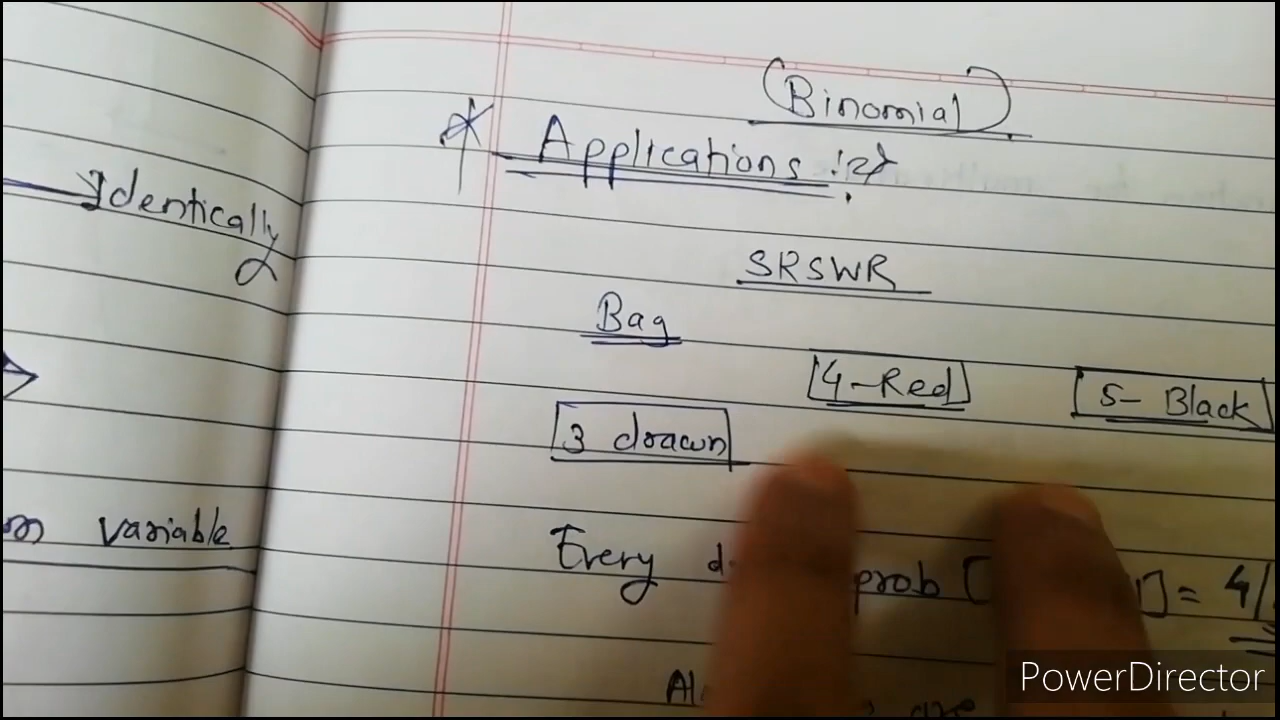 Identically
variable
(Binomial)
* Applications :→
SRSWR
Bag
4-Red
5- Black
3 drawn
Every prob [ ] = 4/
PowerDirector